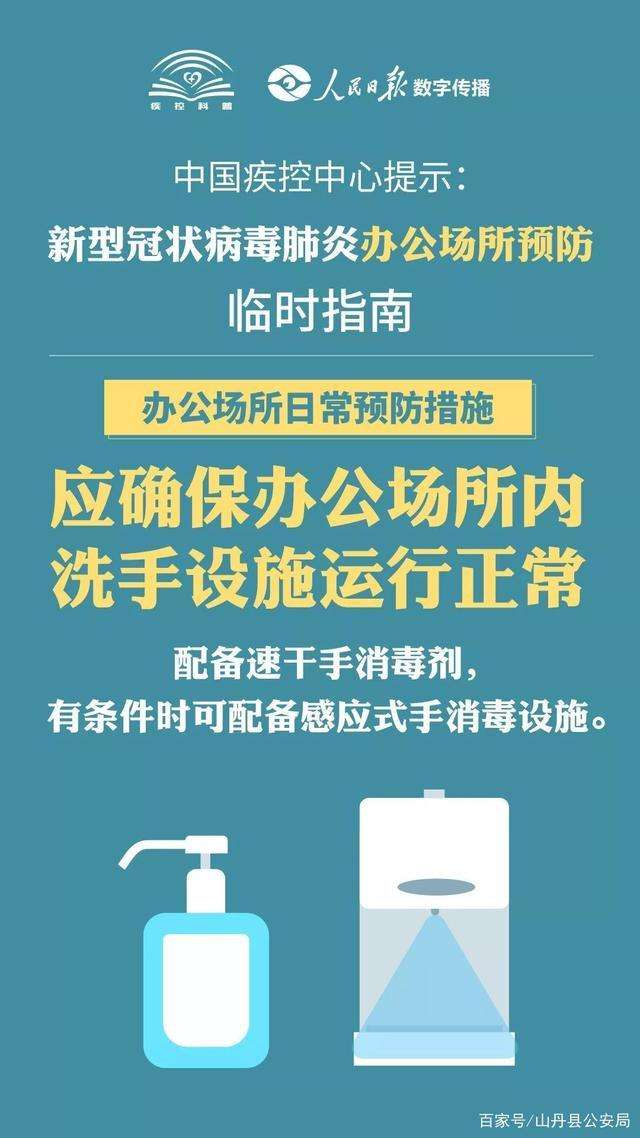 疾控科普
人民日报 数字传播
中国疾控中心提示：
新型冠状病毒肺炎办公场所预防
临时指南
办公场所日常预防措施
应确保办公场所内
洗手设施运行正常
配备速干手消毒剂，
有条件时可配备感应式手消毒设施。
百家号/山丹县公安局